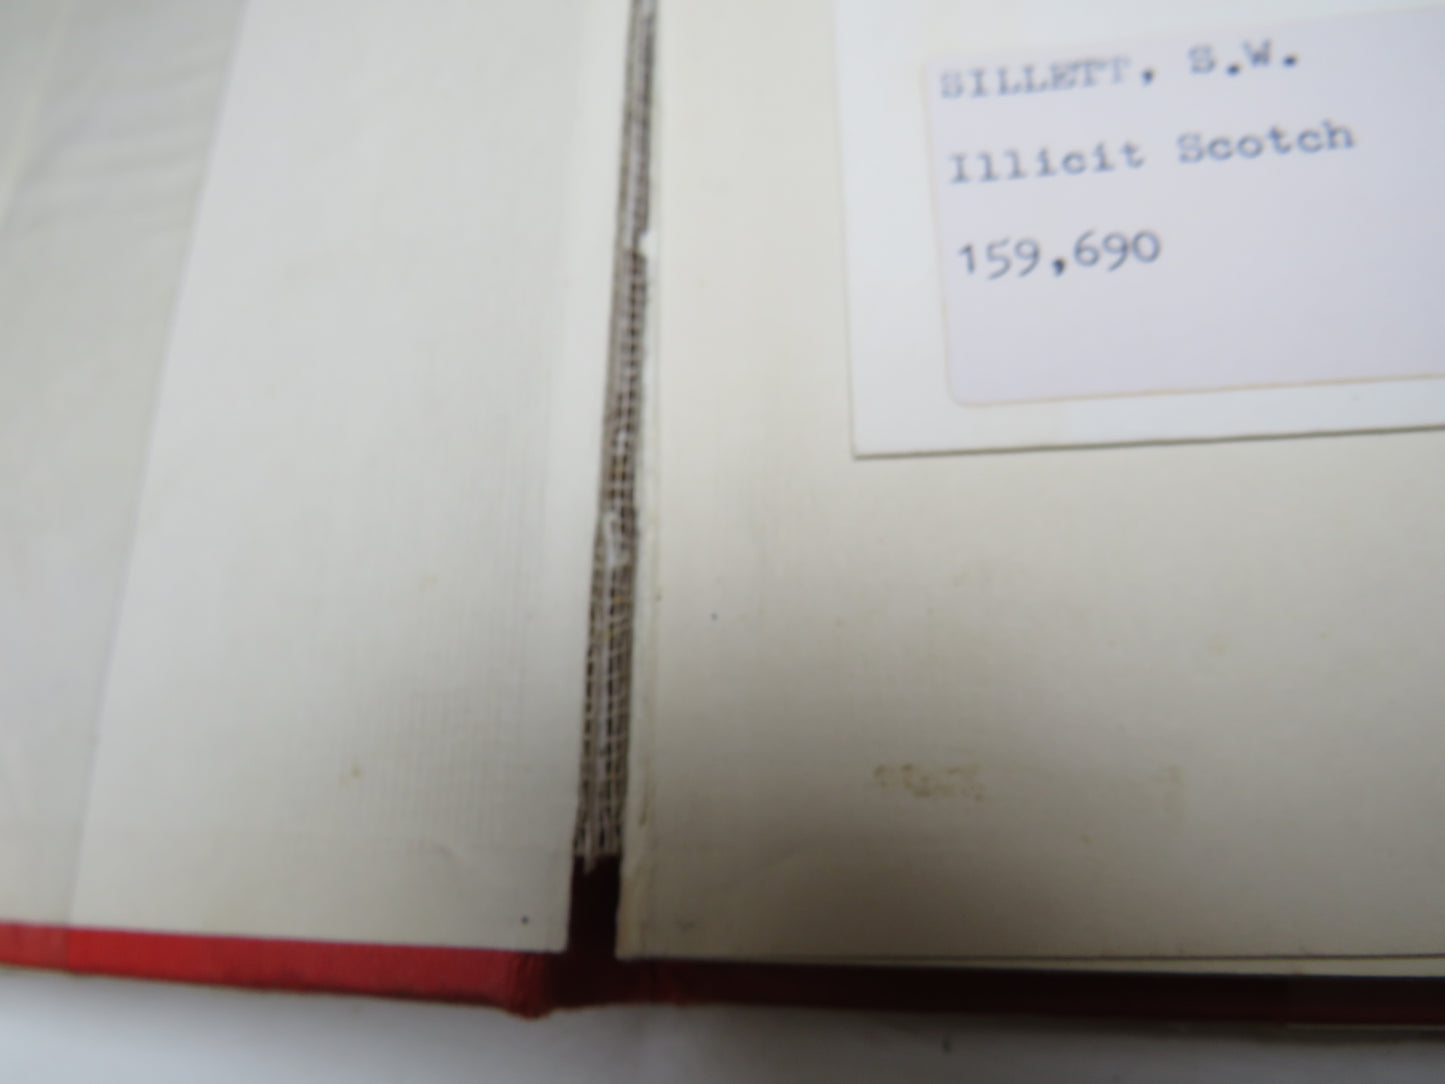 SILLETT, S.W.
Illicit Scotch
159,690